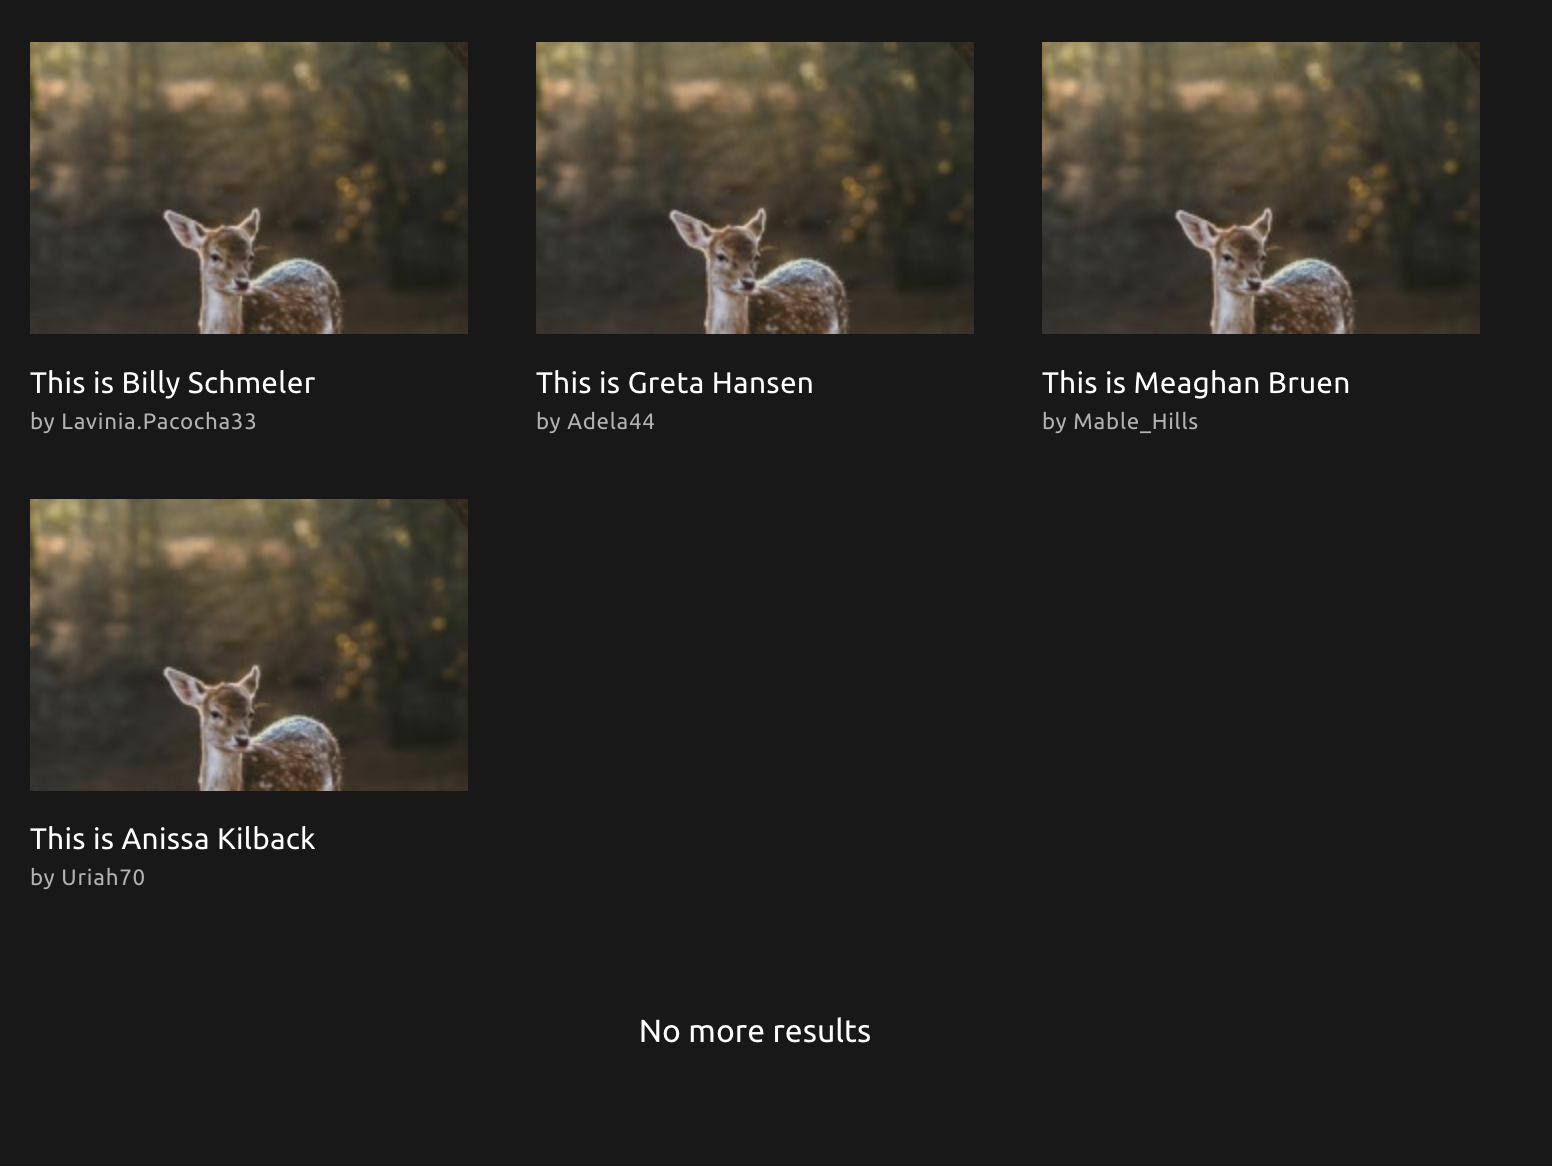 This is Billy Schmeler
by Lavinia.Pacocha33
This is Greta Hansen
by Adela44
This is Meaghan Bruen
by Mable_Hills
This is Anissa Kilback
by Uriah70
No more results